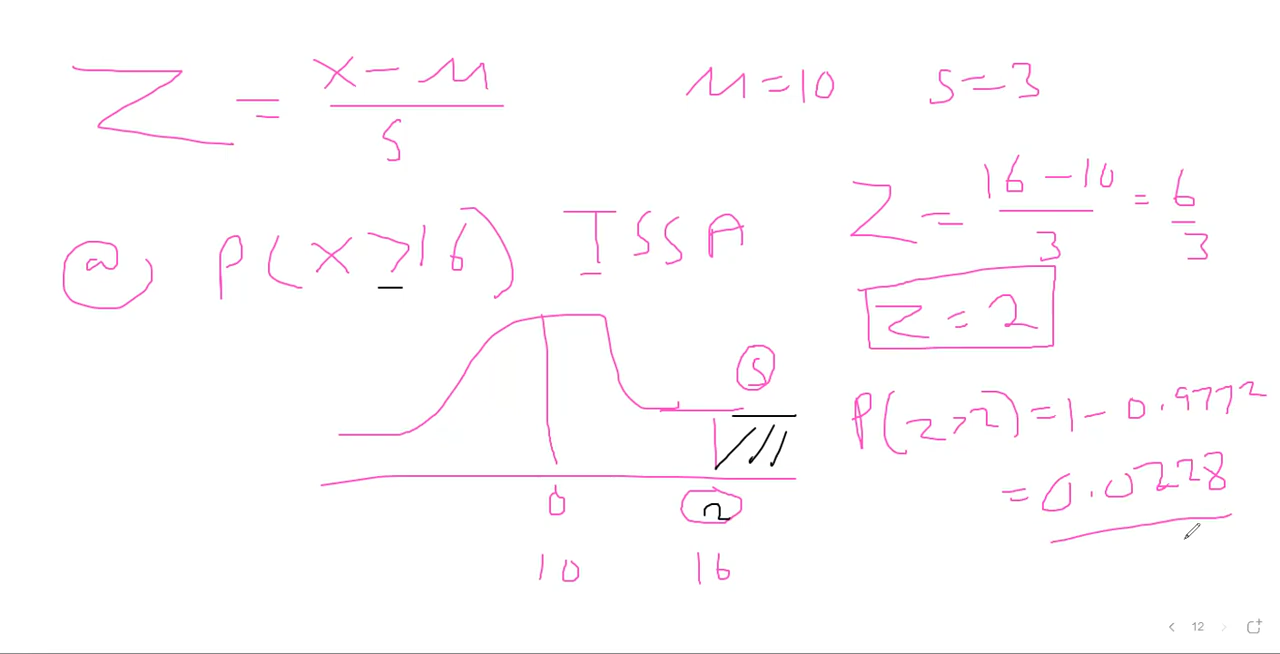 Z = x - M / S
M = 10 S = 3
Z = 16 - 10 / 3 = 6 / 3
@ P(x ≥ 16) ISSA
Z = 2
S
P(z > 2) = 1 - 0.9772
= 0.0228
0 2
10 16
12